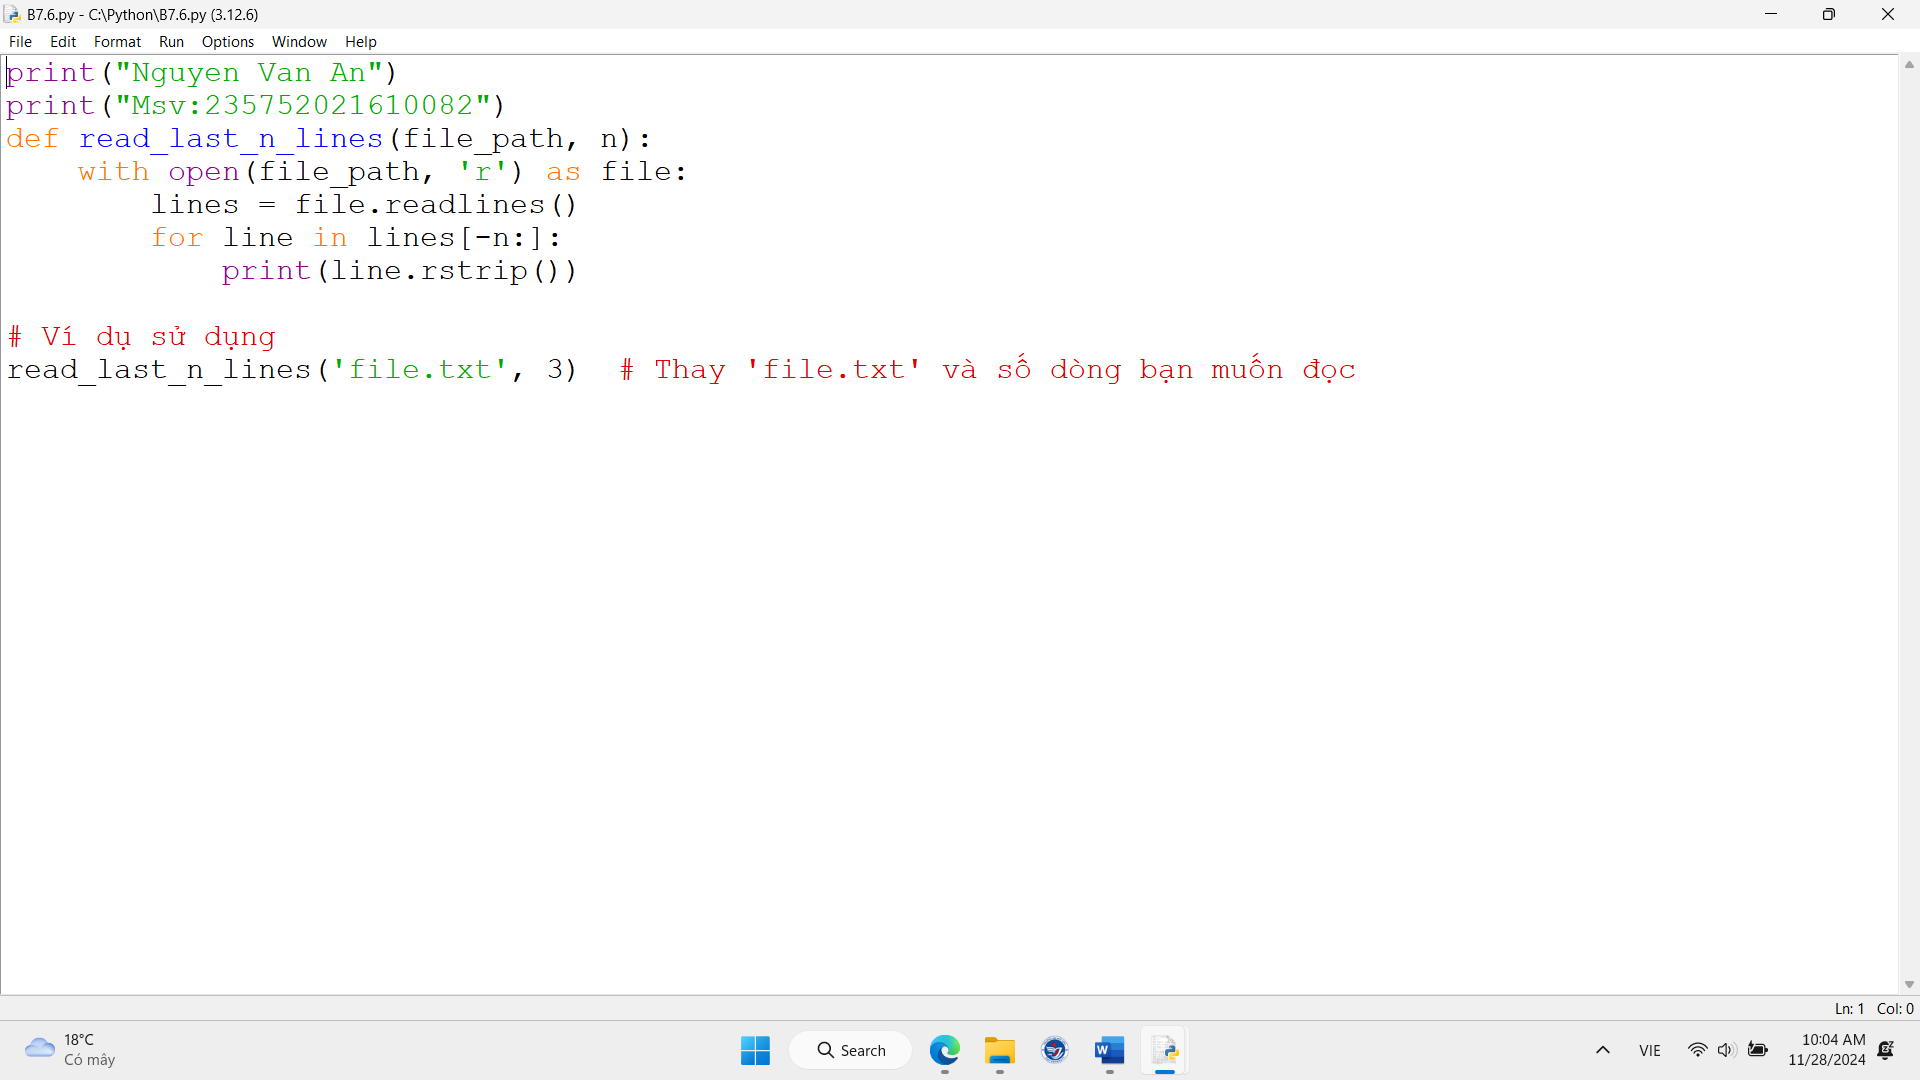 B7.6.py - C:\Python\B7.6.py (3.12.6)
File Edit Format Run Options Window Help
print("Nguyen Van An")
print("Msv:235752021610082")
def read_last_n_lines(file_path, n):
    with open(file_path, 'r') as file:
        lines = file.readlines()
        for line in lines[-n:]:
            print(line.rstrip())

# Ví dụ sử dụng
read_last_n_lines('file.txt', 3)  # Thay 'file.txt' và số dòng bạn muốn đọc
Ln: 1 Col: 0
18°C
Có mây
Search
VIE
10:04 AM
11/28/2024